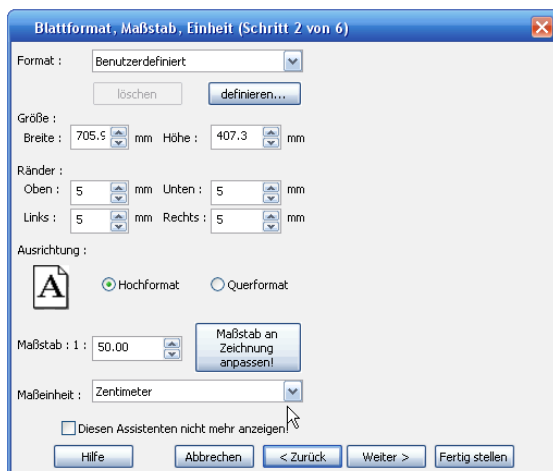 Blattformat, Maßstab, Einheit (Schritt 2 von 6)
Format : Benutzerdefiniert
löschen definieren...
Größe :
Breite : 705.9 mm Höhe : 407.3 mm
Ränder :
Oben : 5 mm Unten : 5 mm
Links : 5 mm Rechts : 5 mm
Ausrichtung :
A Hochformat Querformat
Maßstab : 1 : 50.00 Maßstab an
Zeichnung
anpassen!
Maßeinheit : Zentimeter
Diesen Assistenten nicht mehr anzeigen!
Hilfe Abbrechen < Zurück Weiter > Fertig stellen